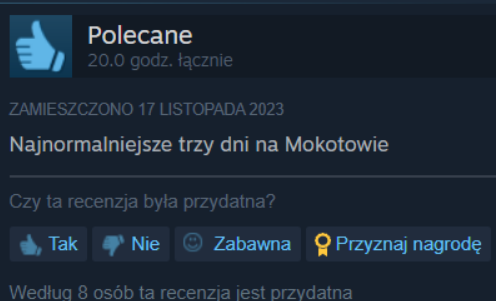 Polecane
20.0 godz. łącznie
ZAMIESZCZONO 17 LISTOPADA 2023
Najnormalniejsze trzy dni na Mokotowie
Czy ta recenzja była przydatna?
Tak Nie Zabawna Przyznaj nagrodę
Według 8 osób ta recenzja jest przydatna